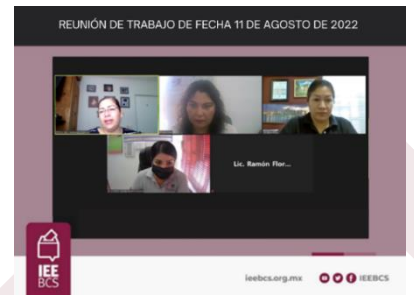 REUNIÓN DE TRABAJO DE FECHA 11 DE AGOSTO DE 2022
Lic. Ramón Flor...
IEE
BCS
ieebcs.org.mx
IEEBCS